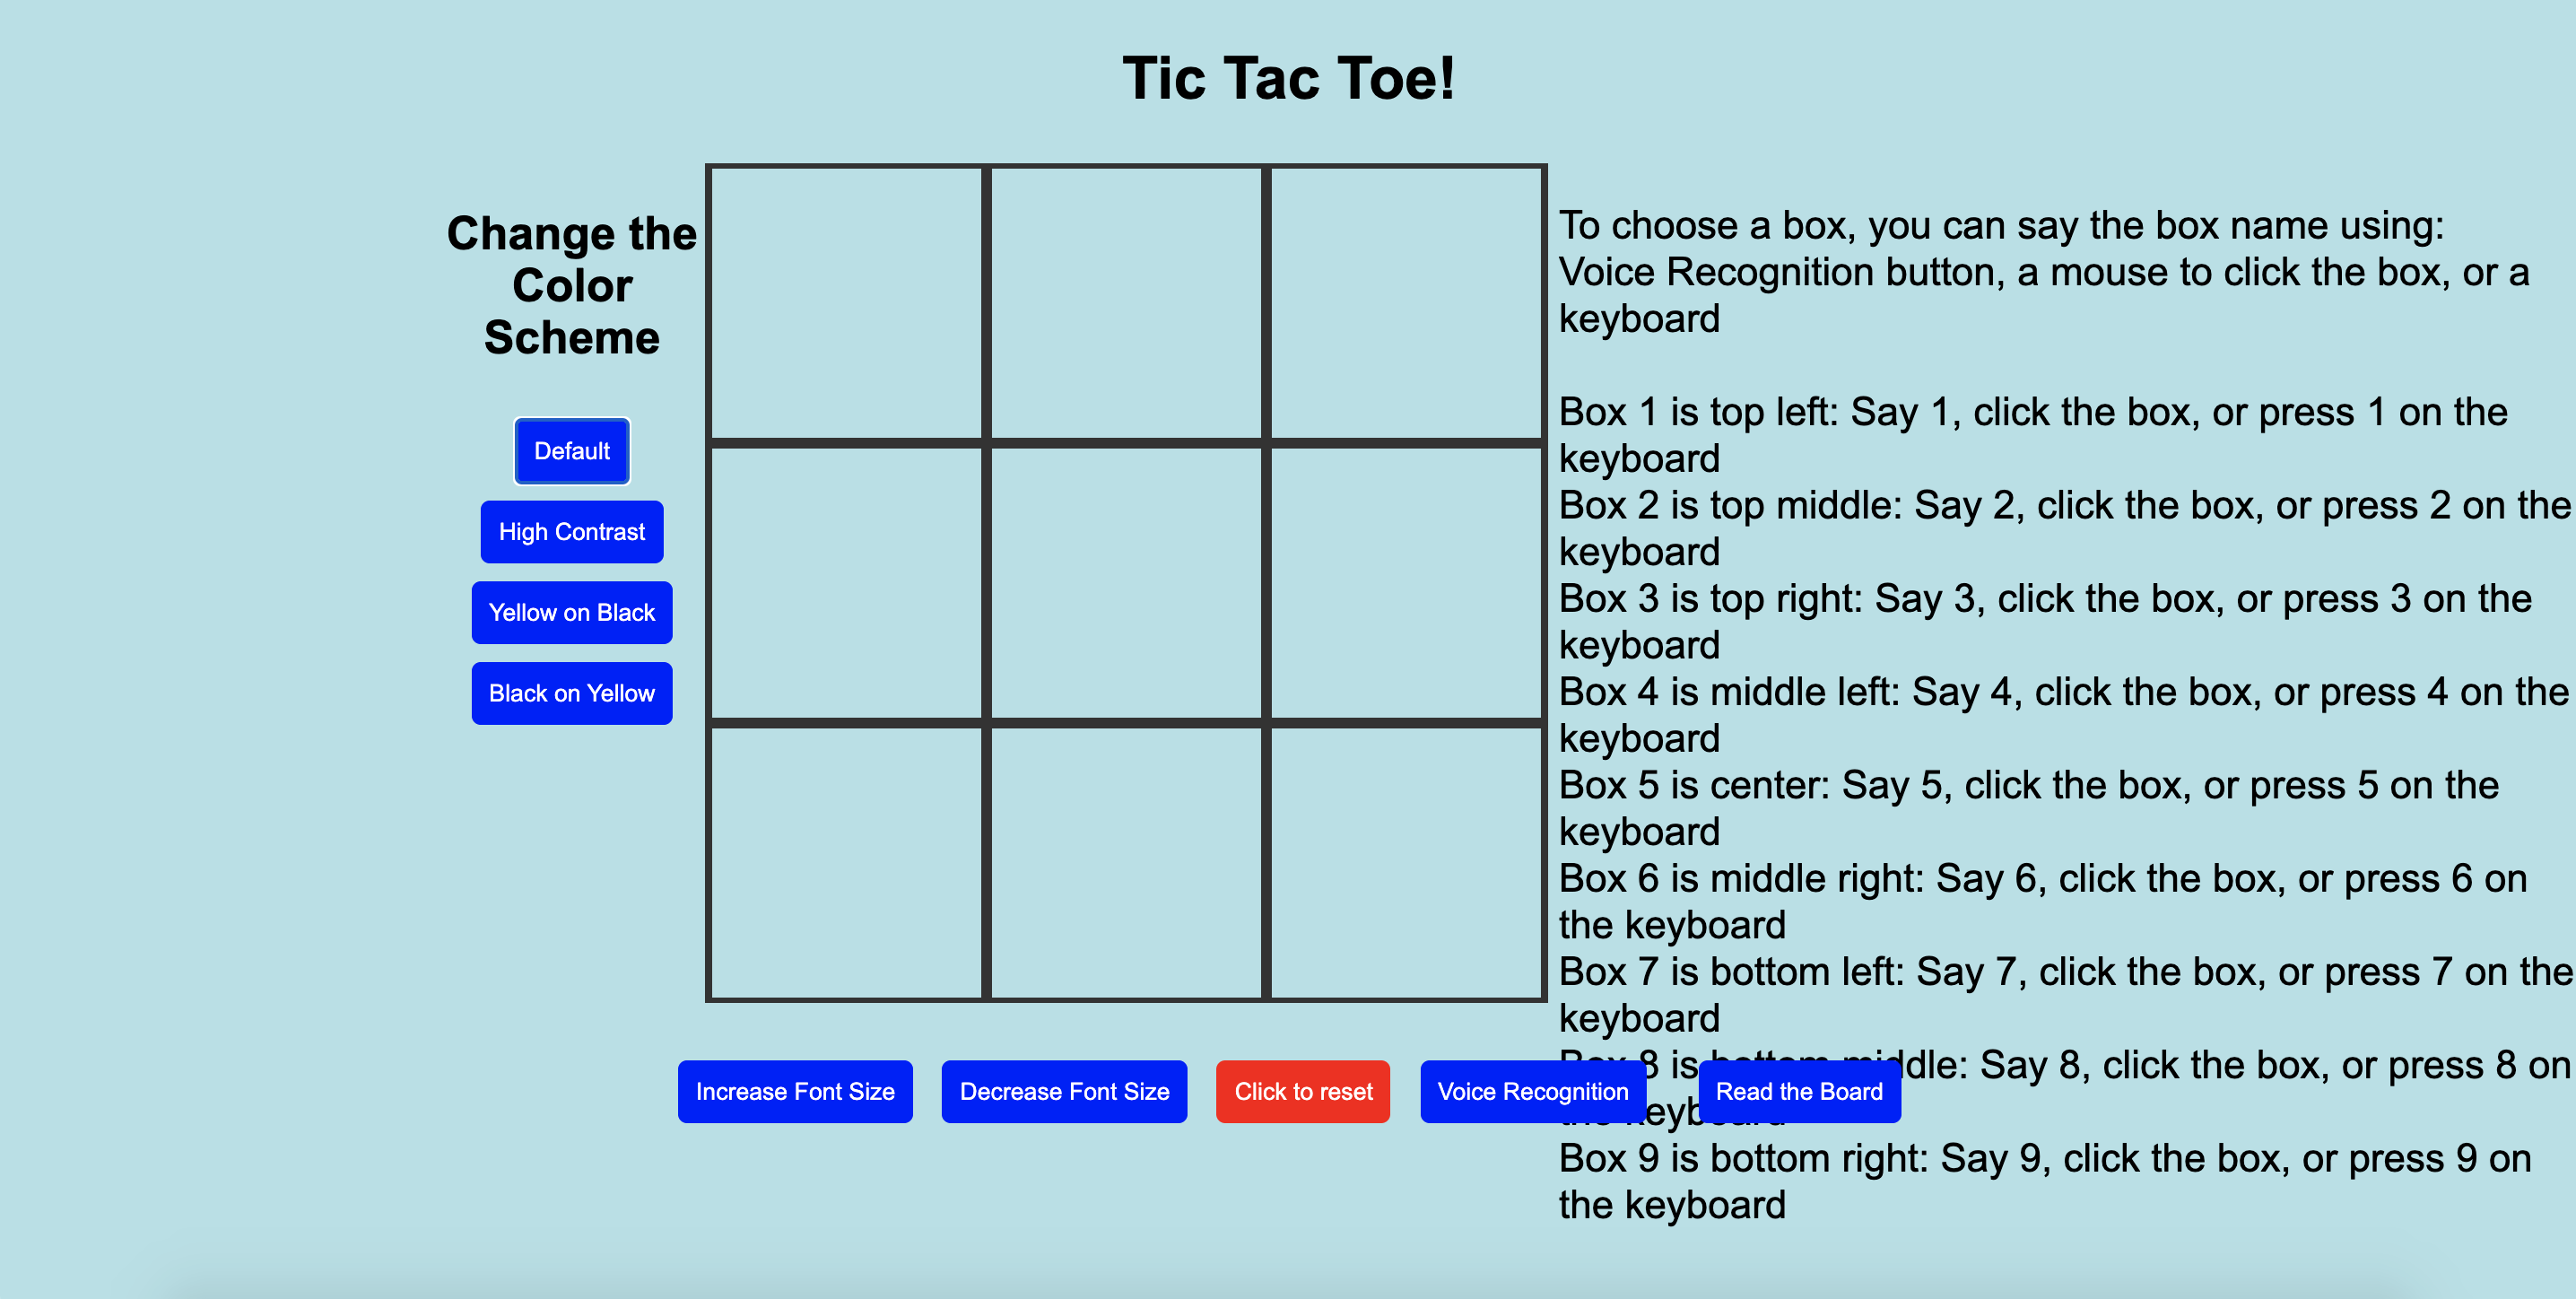 Tic Tac Toe!
Change the
Color
Scheme
Default
High Contrast
Yellow on Black
Black on Yellow
To choose a box, you can say the box name using:
Voice Recognition button, a mouse to click the box, or a
keyboard
Box 1 is top left: Say 1, click the box, or press 1 on the
keyboard
Box 2 is top middle: Say 2, click the box, or press 2 on the
keyboard
Box 3 is top right: Say 3, click the box, or press 3 on the
keyboard
Box 4 is middle left: Say 4, click the box, or press 4 on the
keyboard
Box 5 is center: Say 5, click the box, or press 5 on the
keyboard
Box 6 is middle right: Say 6, click the box, or press 6 on
the keyboard
Box 7 is bottom left: Say 7, click the box, or press 7 on the
keyboard
Box 8 is bottom middle: Say 8, click the box, or press 8 on
the keyboard
Box 9 is bottom right: Say 9, click the box, or press 9 on
the keyboard
Increase Font Size
Decrease Font Size
Click to reset
Voice Recognition
Read the Board